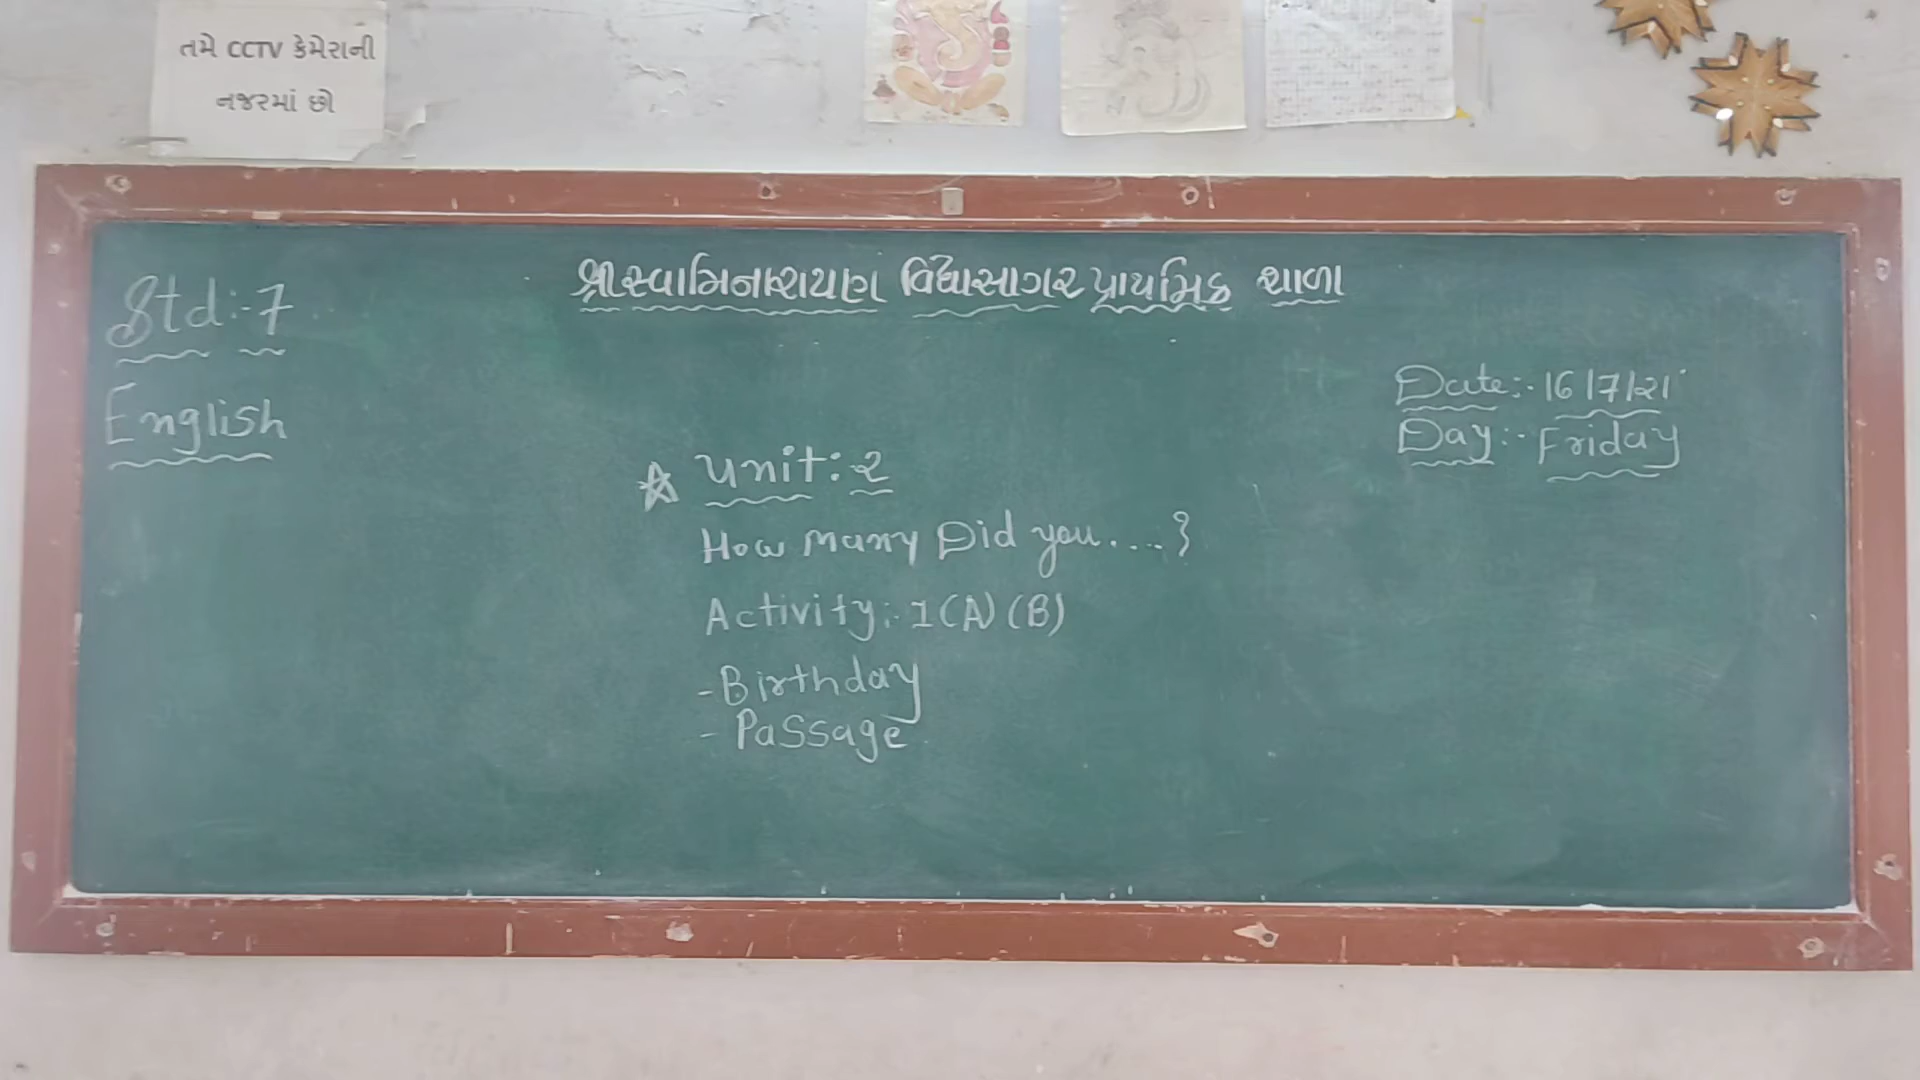 તમે CCTV કેમેરાની
નજરમાં છો
શ્રી સ્વામિનારાયણ વિદ્યાસાગર પ્રાથમિક શાળા
Std:-7
English
Date:- 16/7/21
Day:- Friday
Unit: 2
How many Did you....?
Activity:- 1(A) (B)
- Birthday
- Passage